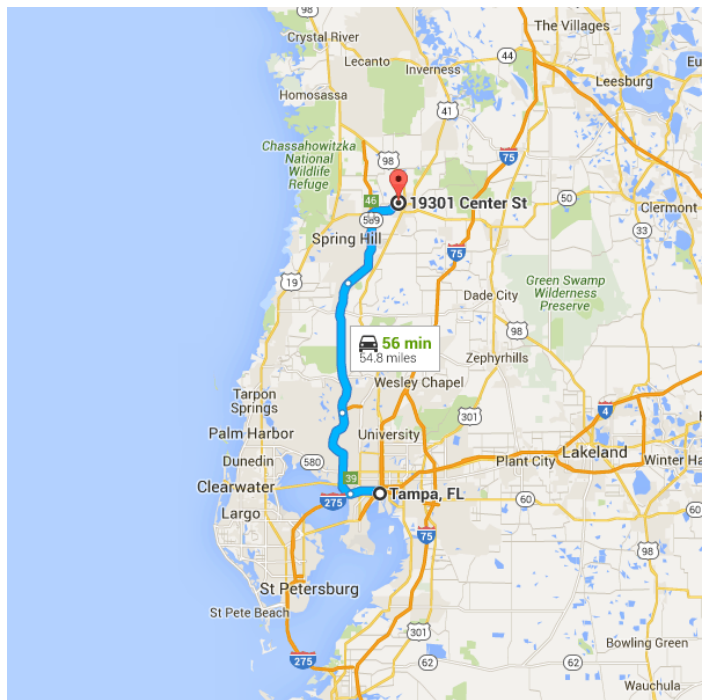 98
The Villages
Crystal River
Lecanto
44
Inverness
Leesburg
Homosassa
41
Chassahowitzka
National
Wildlife
Refuge
98
75
46
19301 Center St
50
Clermont
589
33
Spring Hill
75
19
Green Swamp
Wilderness
Preserve
Dade City
98
56 min
54.8 miles
Zephyrhills
Wesley Chapel
Tarpon
Springs
301
4
Palm Harbor
University
Lakeland
Dunedin
580
Plant City
Winter Ha
39
Clearwater
Tampa, FL
275
60
60
Largo
75
98
St Petersburg
St Pete Beach
301
Bowling Green
275
62
62
Wauchula